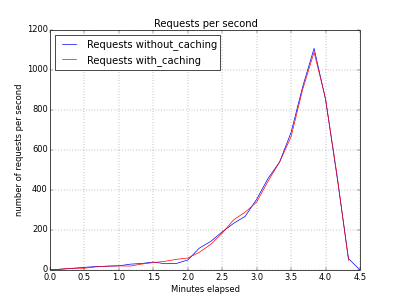 Requests per second
1200
1000
800
600
400
200
0
number of requests per second
Requests without_caching
Requests with_caching
0.0 0.5 1.0 1.5 2.0 2.5 3.0 3.5 4.0 4.5
Minutes elapsed